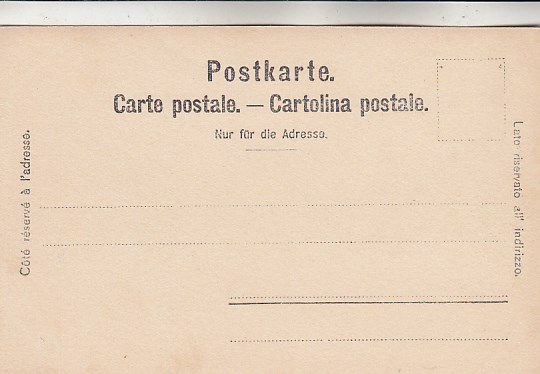 Postkarte.
Carte postale. — Cartolina postale.
Nur für die Adresse.
Côté réservé à l'adresse.
Lato riservato all' indirizzo.